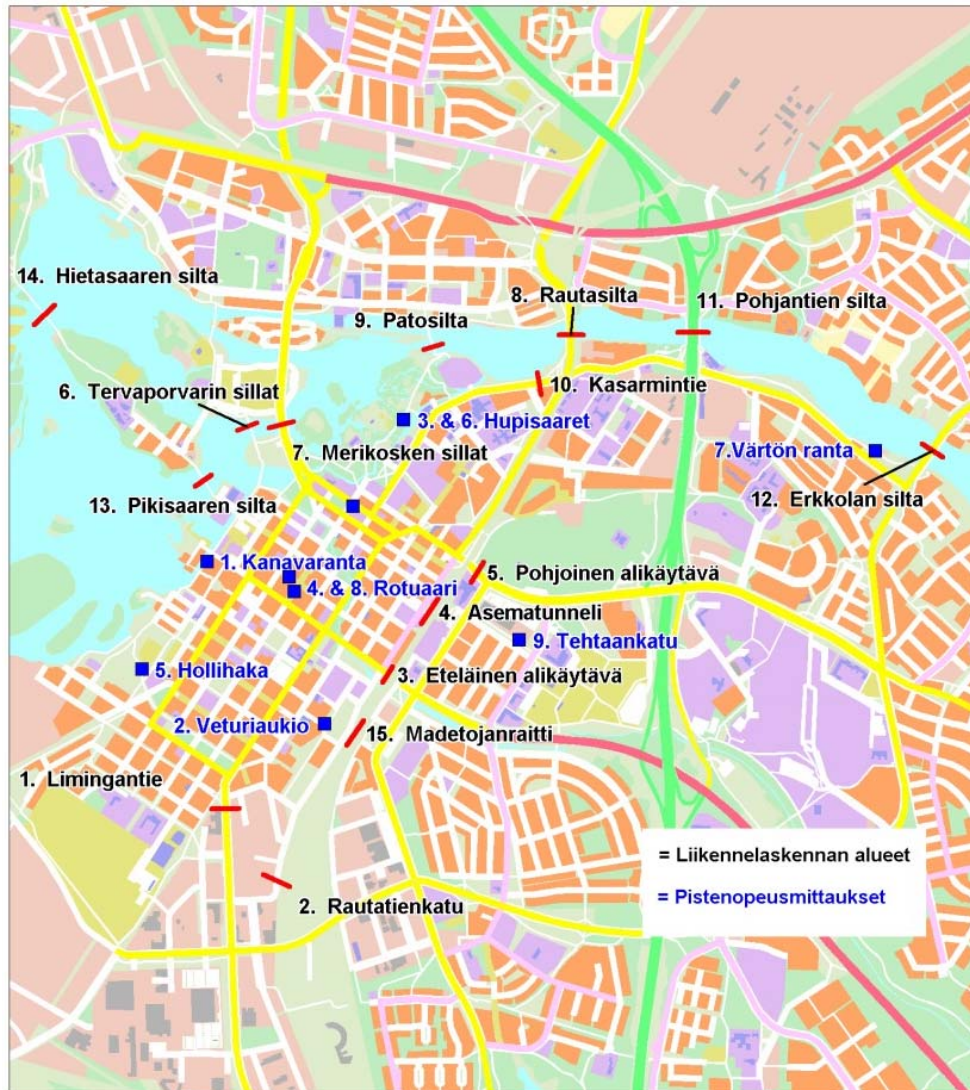 14. Hietasaaren silta
8. Rautasilta
11. Pohjantien silta
9. Patosilta
6. Tervaporvarin sillat
10. Kasarmintie
3. & 6. Hupisaaret
7. Merikosken sillat
7.Värtön ranta
13. Pikisaaren silta
12. Erkkolan silta
1. Kanavaranta
5. Pohjoinen alikäytävä
4. & 8. Rotuaari
4. Asematunneli
9. Tehtaankatu
5. Hollihaka
3. Eteläinen alikäytävä
2. Veturiaukio
15. Madetojanraitti
1. Limingantie
= Liikennelaskennan alueet
= Pistenopeusmittaukset
2. Rautatienkatu